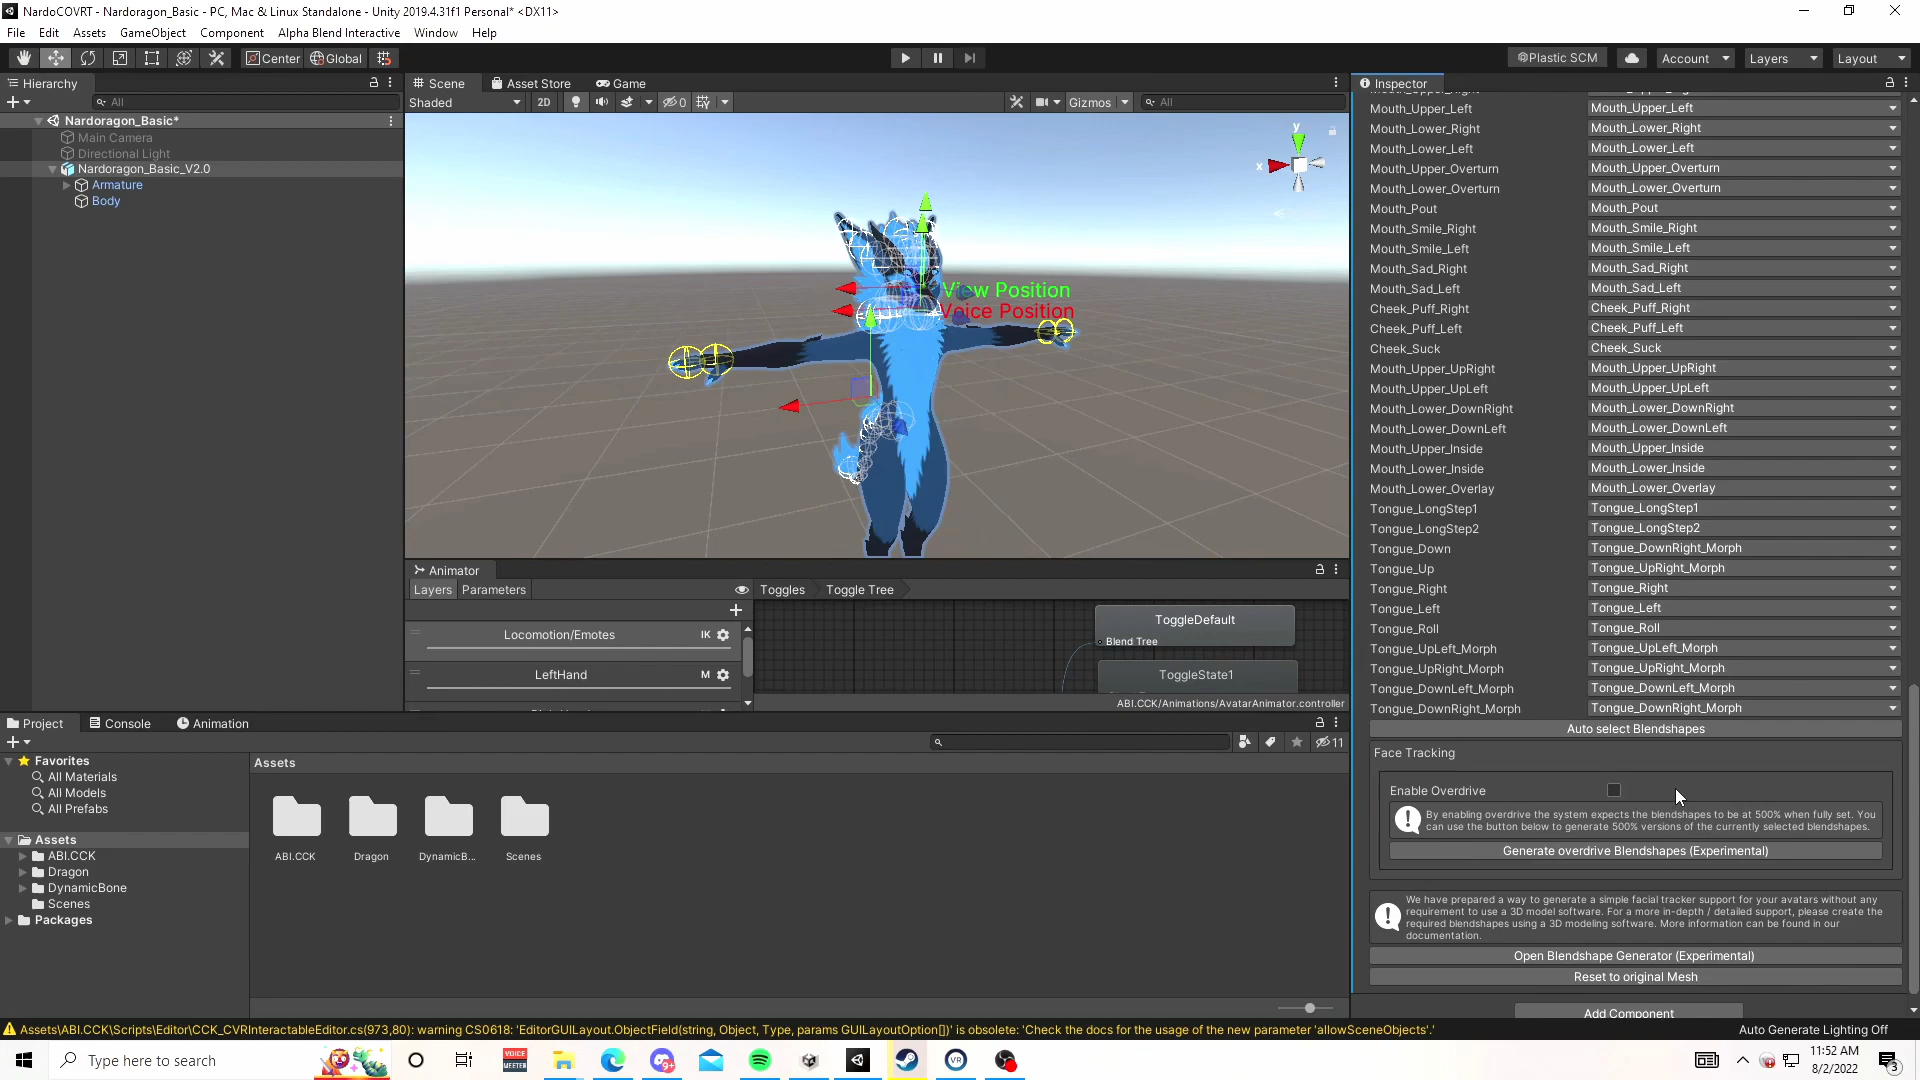 NardoCOVRT - Nardoragon_Basic - PC, Mac & Linux Standalone - Unity 2019.4.31f1 Personal* <DX11>
File Edit Assets GameObject Component Alpha Blend Interactive Window Help
Center Global Plastic SCM Account Layers Layout
Hierarchy
All
Nardoragon_Basic*
Main Camera
Directional Light
Nardoragon_Basic_V2.0
Armature
Body
Scene Asset Store Game
Shaded 2D 0 Gizmos All
y
x
View Position
Voice Position
Animator
Layers Parameters Toggles Toggle Tree
Locomotion/Emotes IK
LeftHand M
ToggleDefault
Blend Tree
ToggleState1
ABI.CCK/Animations/AvatarAnimator.controller
Inspector
Mouth_Upper_Left Mouth_Upper_Left
Mouth_Lower_Right Mouth_Lower_Right
Mouth_Lower_Left Mouth_Lower_Left
Mouth_Upper_Overturn Mouth_Upper_Overturn
Mouth_Lower_Overturn Mouth_Lower_Overturn
Mouth_Pout Mouth_Pout
Mouth_Smile_Right Mouth_Smile_Right
Mouth_Smile_Left Mouth_Smile_Left
Mouth_Sad_Right Mouth_Sad_Right
Mouth_Sad_Left Mouth_Sad_Left
Cheek_Puff_Right Cheek_Puff_Right
Cheek_Puff_Left Cheek_Puff_Left
Cheek_Suck Cheek_Suck
Mouth_Upper_UpRight Mouth_Upper_UpRight
Mouth_Upper_UpLeft Mouth_Upper_UpLeft
Mouth_Lower_DownRight Mouth_Lower_DownRight
Mouth_Lower_DownLeft Mouth_Lower_DownLeft
Mouth_Upper_Inside Mouth_Upper_Inside
Mouth_Lower_Inside Mouth_Lower_Inside
Mouth_Lower_Overlay Mouth_Lower_Overlay
Tongue_LongStep1 Tongue_LongStep1
Tongue_LongStep2 Tongue_LongStep2
Tongue_Down Tongue_DownRight_Morph
Tongue_Up Tongue_UpRight_Morph
Tongue_Right Tongue_Right
Tongue_Left Tongue_Left
Tongue_Roll Tongue_Roll
Tongue_UpLeft_Morph Tongue_UpLeft_Morph
Tongue_UpRight_Morph Tongue_UpRight_Morph
Tongue_DownLeft_Morph Tongue_DownLeft_Morph
Tongue_DownRight_Morph Tongue_DownRight_Morph
Auto select Blendshapes
Face Tracking
Enable Overdrive
By enabling overdrive the system expects the blendshapes to be at 500% when fully set. You
can use the button below to generate 500% versions of the currently selected blendshapes.
Generate overdrive Blendshapes (Experimental)
We have prepared a way to generate a simple facial tracker support for your avatars without any
requirement to use a 3D model software. For a more in-depth / detailed support, please create the
required blendshapes using a 3D modeling software. More information can be found in our
documentation.
Open Blendshape Generator (Experimental)
Reset to original Mesh
Add Component
Project Console Animation
11
Favorites
All Materials
All Models
All Prefabs
Assets
ABI.CCK
Dragon
DynamicBone
Scenes
Packages
Assets
ABI.CCK Dragon DynamicB... Scenes
Assets\ABI.CCK\Scripts\Editor\CCK_CVRInteractableEditor.cs(973,80): warning CS0618: 'EditorGUILayout.ObjectField(string, Object, Type, params GUILayoutOption[])' is obsolete: 'Check the docs for the usage of the new parameter 'allowSceneObjects'.'
Auto Generate Lighting Off
Type here to search
VOICE
MEETER
9+
VR
11:52 AM
8/2/2022
3